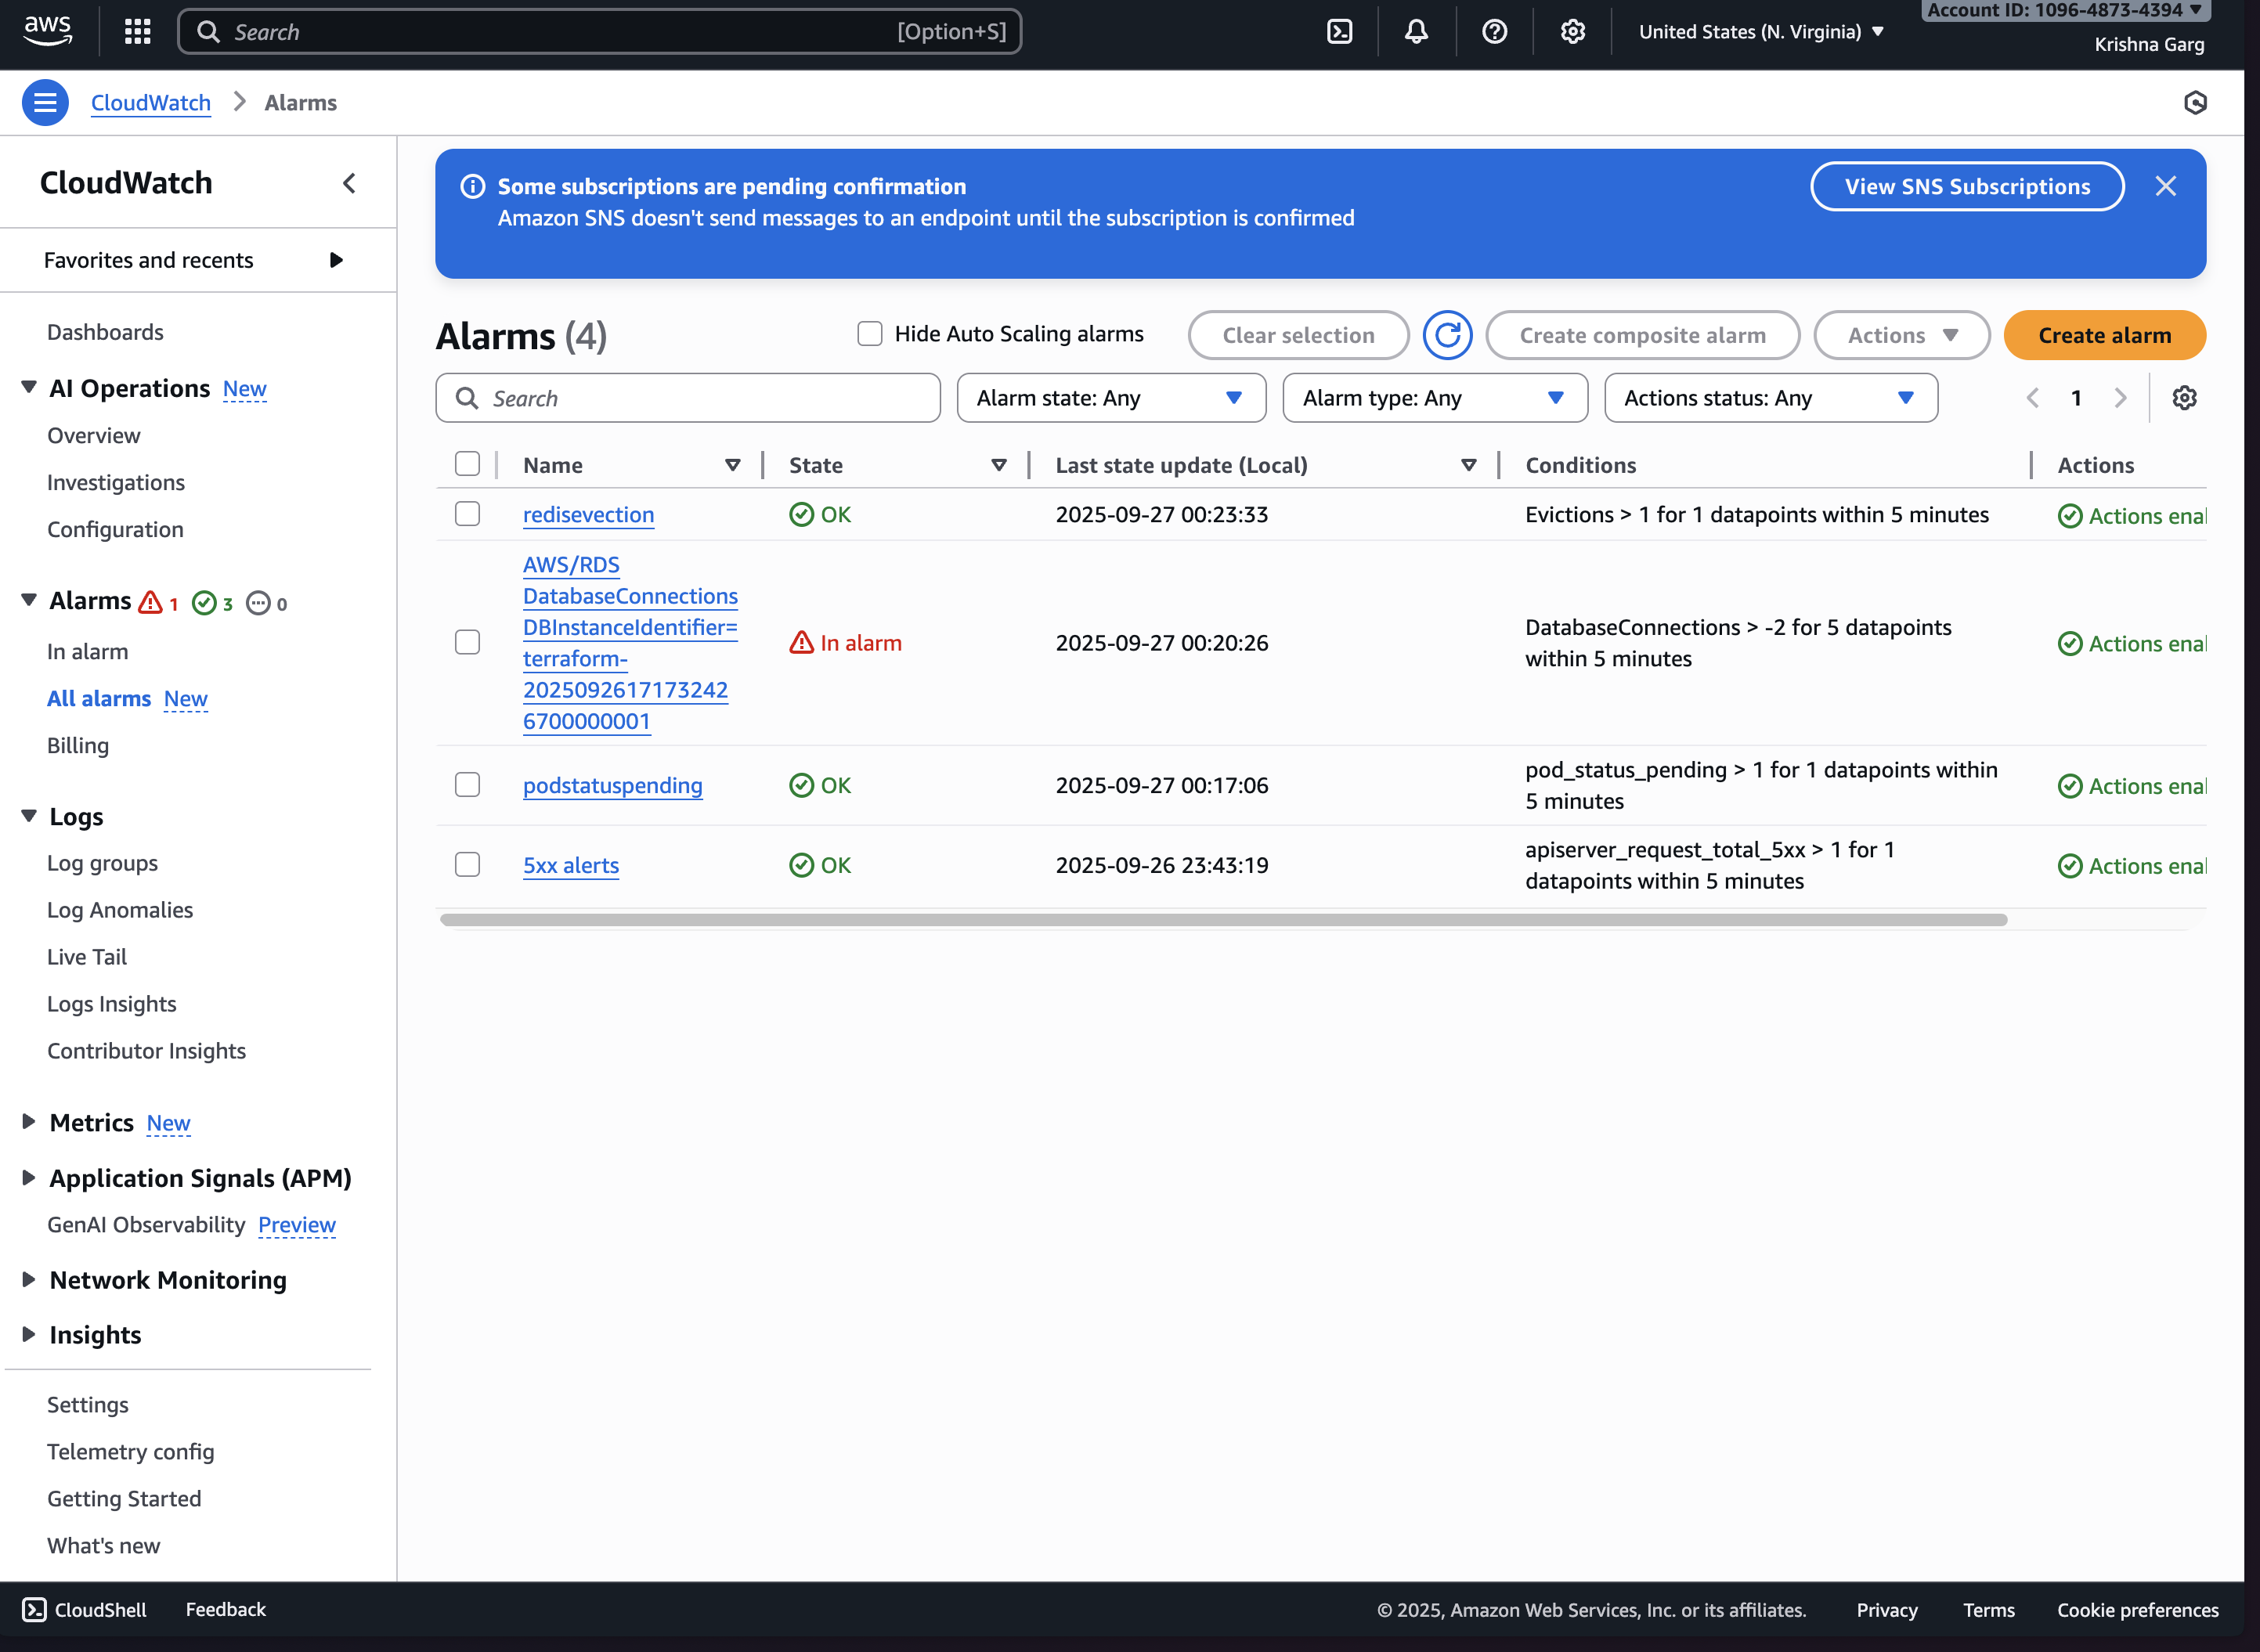 aws
Search
[Option+S]
United States (N. Virginia)
Account ID: 1096-4873-4394
Krishna Garg
CloudWatch
Alarms
CloudWatch
Favorites and recents
Dashboards
AI Operations New
Overview
Investigations
Configuration
Alarms 1 3 0
In alarm
All alarms New
Billing
Logs
Log groups
Log Anomalies
Live Tail
Logs Insights
Contributor Insights
Metrics New
Application Signals (APM)
GenAI Observability Preview
Network Monitoring
Insights
Settings
Telemetry config
Getting Started
What's new
Some subscriptions are pending confirmation
Amazon SNS doesn't send messages to an endpoint until the subscription is confirmed
View SNS Subscriptions
Alarms (4)
Hide Auto Scaling alarms
Clear selection
Create composite alarm
Actions
Create alarm
Search
Alarm state: Any
Alarm type: Any
Actions status: Any
1
Name State Last state update (Local) Conditions Actions
redisevection OK 2025-09-27 00:23:33 Evictions > 1 for 1 datapoints within 5 minutes Actions enal
AWS/RDS
DatabaseConnections
DBInstanceIdentifier=
terraform-
2025092617173242
6700000001
In alarm
2025-09-27 00:20:26
DatabaseConnections > -2 for 5 datapoints
within 5 minutes
Actions enal
podstatuspending OK 2025-09-27 00:17:06
pod_status_pending > 1 for 1 datapoints within
5 minutes
Actions enal
5xx alerts OK 2025-09-26 23:43:19
apiserver_request_total_5xx > 1 for 1
datapoints within 5 minutes
Actions enal
CloudShell
Feedback
© 2025, Amazon Web Services, Inc. or its affiliates.
Privacy
Terms
Cookie preferences